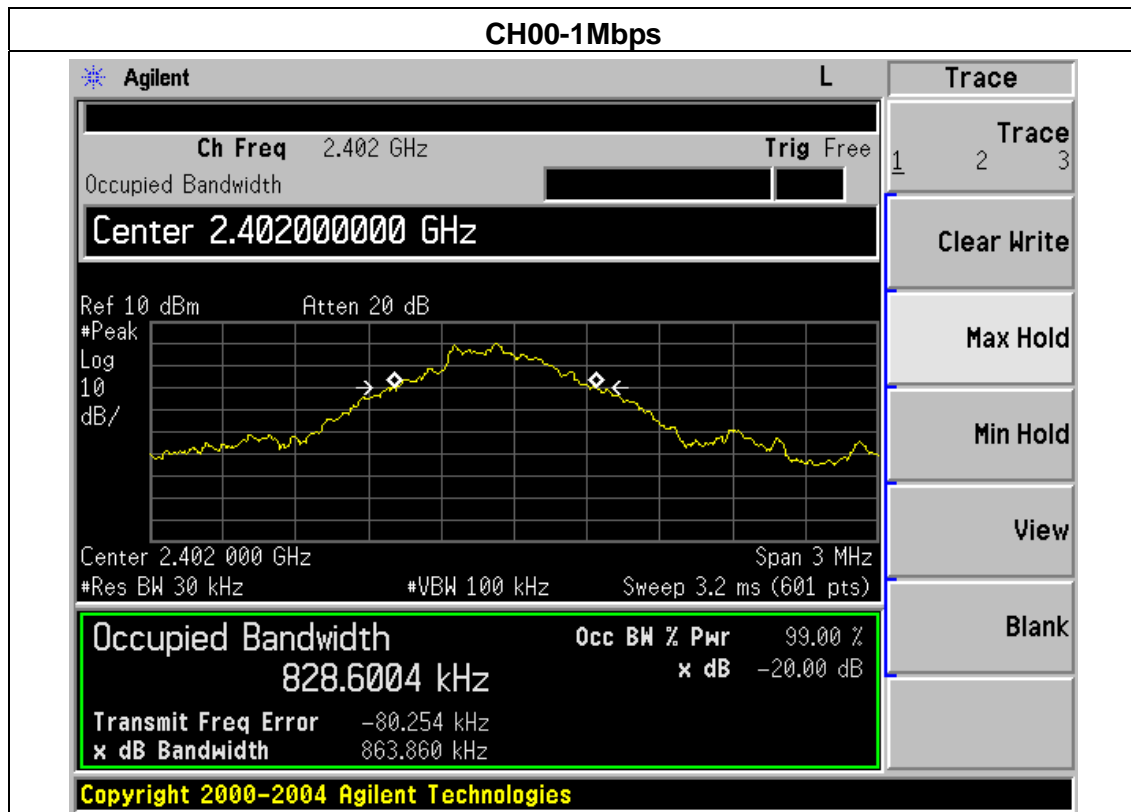 CH00-1Mbps
Agilent L Trace
Ch Freq 2.402 GHz Trig Free
Occupied Bandwidth
Center 2.402000000 GHz
Ref 10 dBm Atten 20 dB
#Peak
Log
10
dB/
Center 2.402 000 GHz Span 3 MHz
#Res BW 30 kHz #VBW 100 kHz Sweep 3.2 ms (601 pts)
Occupied Bandwidth Occ BW % Pwr 99.00 %
828.6004 kHz x dB -20.00 dB
Transmit Freq Error -80.254 kHz
x dB Bandwidth 863.860 kHz
Copyright 2000-2004 Agilent Technologies
Trace
1 2 3
Clear Write
Max Hold
Min Hold
View
Blank